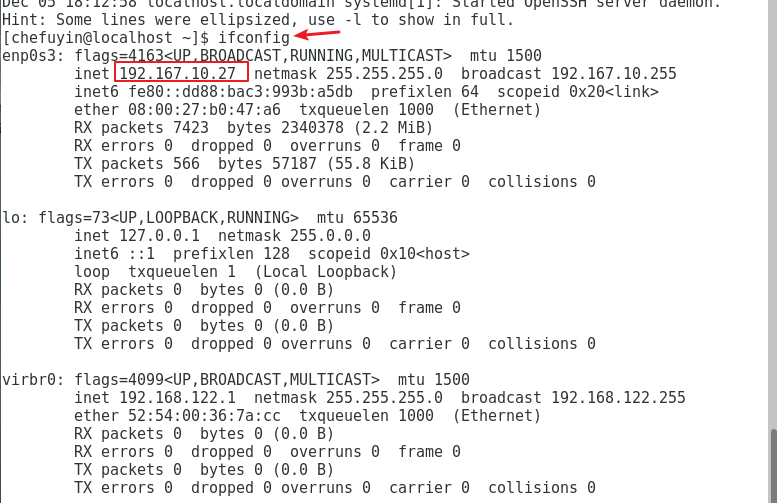 Dec 05 18:12:58 localhost.localdomain systemd[1]: Started OpenSSH server daemon.
Hint: Some lines were ellipsized, use -l to show in full.
[chefuyin@localhost ~]$ ifconfig
enp0s3: flags=4163<UP,BROADCAST,RUNNING,MULTICAST>  mtu 1500
        inet 192.167.10.27  netmask 255.255.255.0  broadcast 192.167.10.255
        inet6 fe80::dd88:bac3:993b:a5db  prefixlen 64  scopeid 0x20<link>
        ether 08:00:27:b0:47:a6  txqueuelen 1000  (Ethernet)
        RX packets 7423  bytes 2340378 (2.2 MiB)
        RX errors 0  dropped 0  overruns 0  frame 0
        TX packets 566  bytes 57187 (55.8 KiB)
        TX errors 0  dropped 0 overruns 0  carrier 0  collisions 0

lo: flags=73<UP,LOOPBACK,RUNNING>  mtu 65536
        inet 127.0.0.1  netmask 255.0.0.0
        inet6 ::1  prefixlen 128  scopeid 0x10<host>
        loop  txqueuelen 1  (Local Loopback)
        RX packets 0  bytes 0 (0.0 B)
        RX errors 0  dropped 0  overruns 0  frame 0
        TX packets 0  bytes 0 (0.0 B)
        TX errors 0  dropped 0 overruns 0  carrier 0  collisions 0

virbr0: flags=4099<UP,BROADCAST,MULTICAST>  mtu 1500
        inet 192.168.122.1  netmask 255.255.255.0  broadcast 192.168.122.255
        ether 52:54:00:36:7a:cc  txqueuelen 1000  (Ethernet)
        RX packets 0  bytes 0 (0.0 B)
        RX errors 0  dropped 0  overruns 0  frame 0
        TX packets 0  bytes 0 (0.0 B)
        TX errors 0  dropped 0 overruns 0  carrier 0  collisions 0